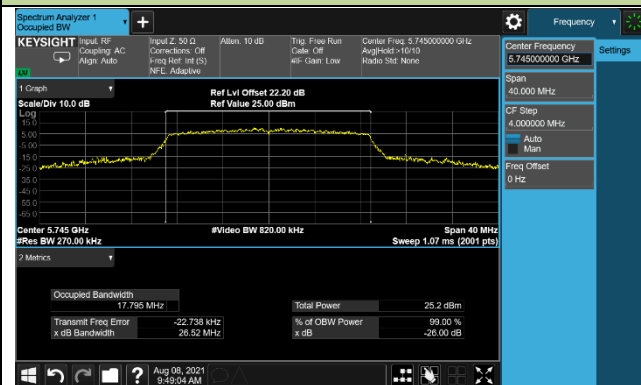 Spectrum Analyzer 1
Occupied BW
Frequency
KEYSIGHT
Input: RF
Coupling: AC
Align: Auto
Input Z: 50 Ω
Corrections: Off
Freq Ref: Int (S)
NFE: Adaptive
Atten: 10 dB
Trig: Free Run
Gate: Off
#IF Gain: Low
Center Freq: 5.745000000 GHz
Avg|Hold:>10/10
Radio Std: None
Center Frequency
5.745000000 GHz
Settings
Span
40.000 MHz
CF Step
4.000000 MHz
Auto
Man
Freq Offset
0 Hz
1 Graph
Scale/Div 10.0 dB
Ref Lvl Offset 22.20 dB
Ref Value 25.00 dBm
Log
15.0
5.00
-5.00
-15.0
-25.0
-35.0
-45.0
-55.0
-65.0
Center 5.745 GHz
#Video BW 820.00 kHz
Span 40 MHz
#Res BW 270.00 kHz
Sweep 1.07 ms (2001 pts)
2 Metrics
Occupied Bandwidth
17.795 MHz
Total Power
25.2 dBm
Transmit Freq Error
-22.738 kHz
% of OBW Power
99.00 %
x dB Bandwidth
26.52 MHz
x dB
-26.00 dB
Aug 08, 2021
9:49:04 AM